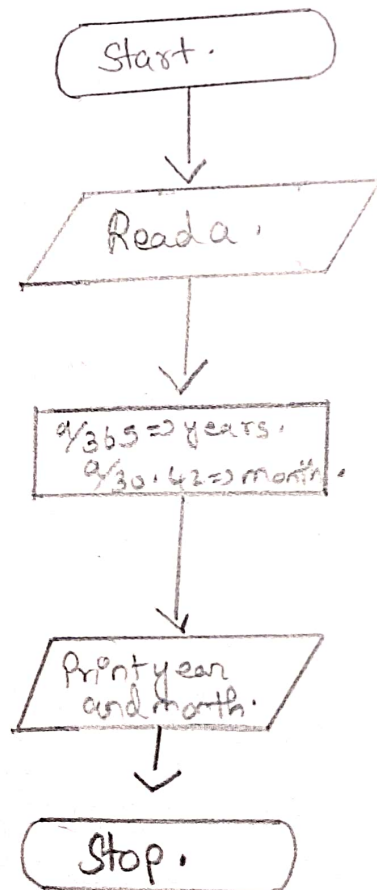 Start.
Read a.
a/365 => years.
a/30.42 => month.
Print year
and month.
Stop.